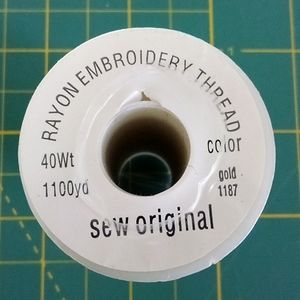 RAYON EMBROIDERY THREAD
40Wt
1100yd
color
gold
1187
sew original